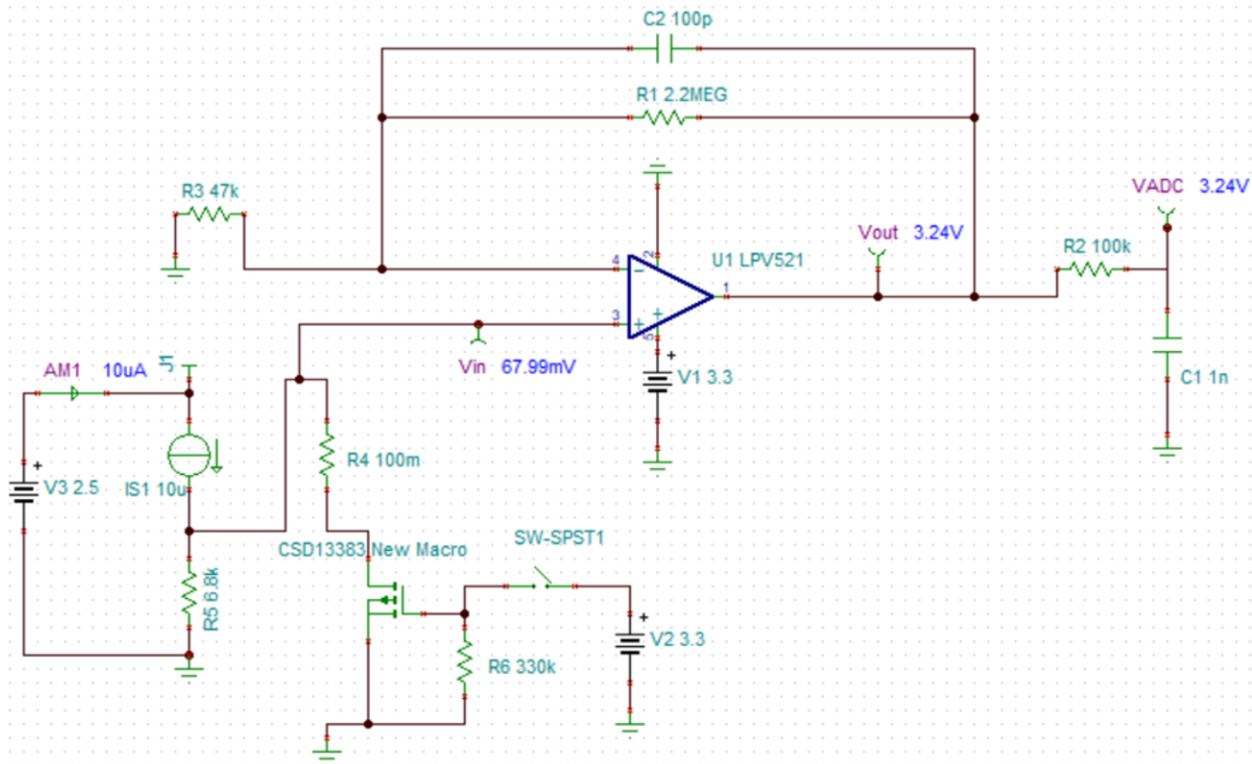 C2 100p
R1 2.2MEG
R3 47k
VADC 3.24V
Vout 3.24V
R2 100k
U1 LPV521
2
4
1
3
5
Vin 67.99mV
V1 3.3
C1 1n
AM1 10uA
J1
V3 2.5
IS1 10u
R4 100m
CSD13383 New Macro
SW-SPST1
R5 6.8k
V2 3.3
R6 330k